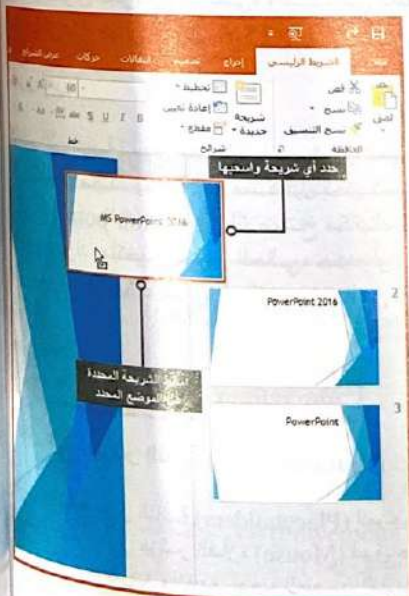 الشريط الرئيسي
إدراج
تصميم
انتقالات
حركات
عرض الشرائح
قص
نسخ
نسخ التنسيق
الحافظة
لصق
شريحة
جديدة
تخطيط
إعادة تعيين
مقطع
شرائح
60
خط
حدد أي شريحة واسحبها
MS PowerPoint 2016
2
PowerPoint 2016
الشريحة المحددة
الموضع المحدد
3
PowerPoint
(Mouse)